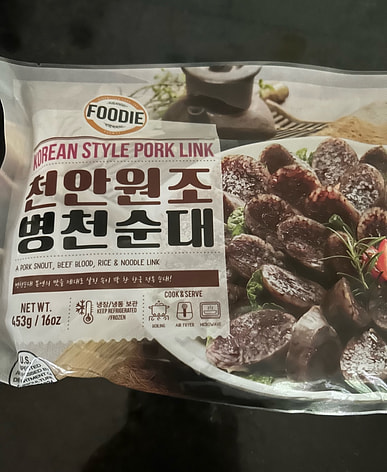 FOODIE
KOREAN STYLE PORK LINK
천안원조
병천순대
A PORK SNOUT, BEEF BLOOD, RICE & NOODLE LINK
NET WT.
453g / 16oz
냉장/냉동 보관
KEEP REFRIGERATED
/FROZEN
COOK & SERVE
BOILING
AIR FRYER
MICROWAVE
U.S.